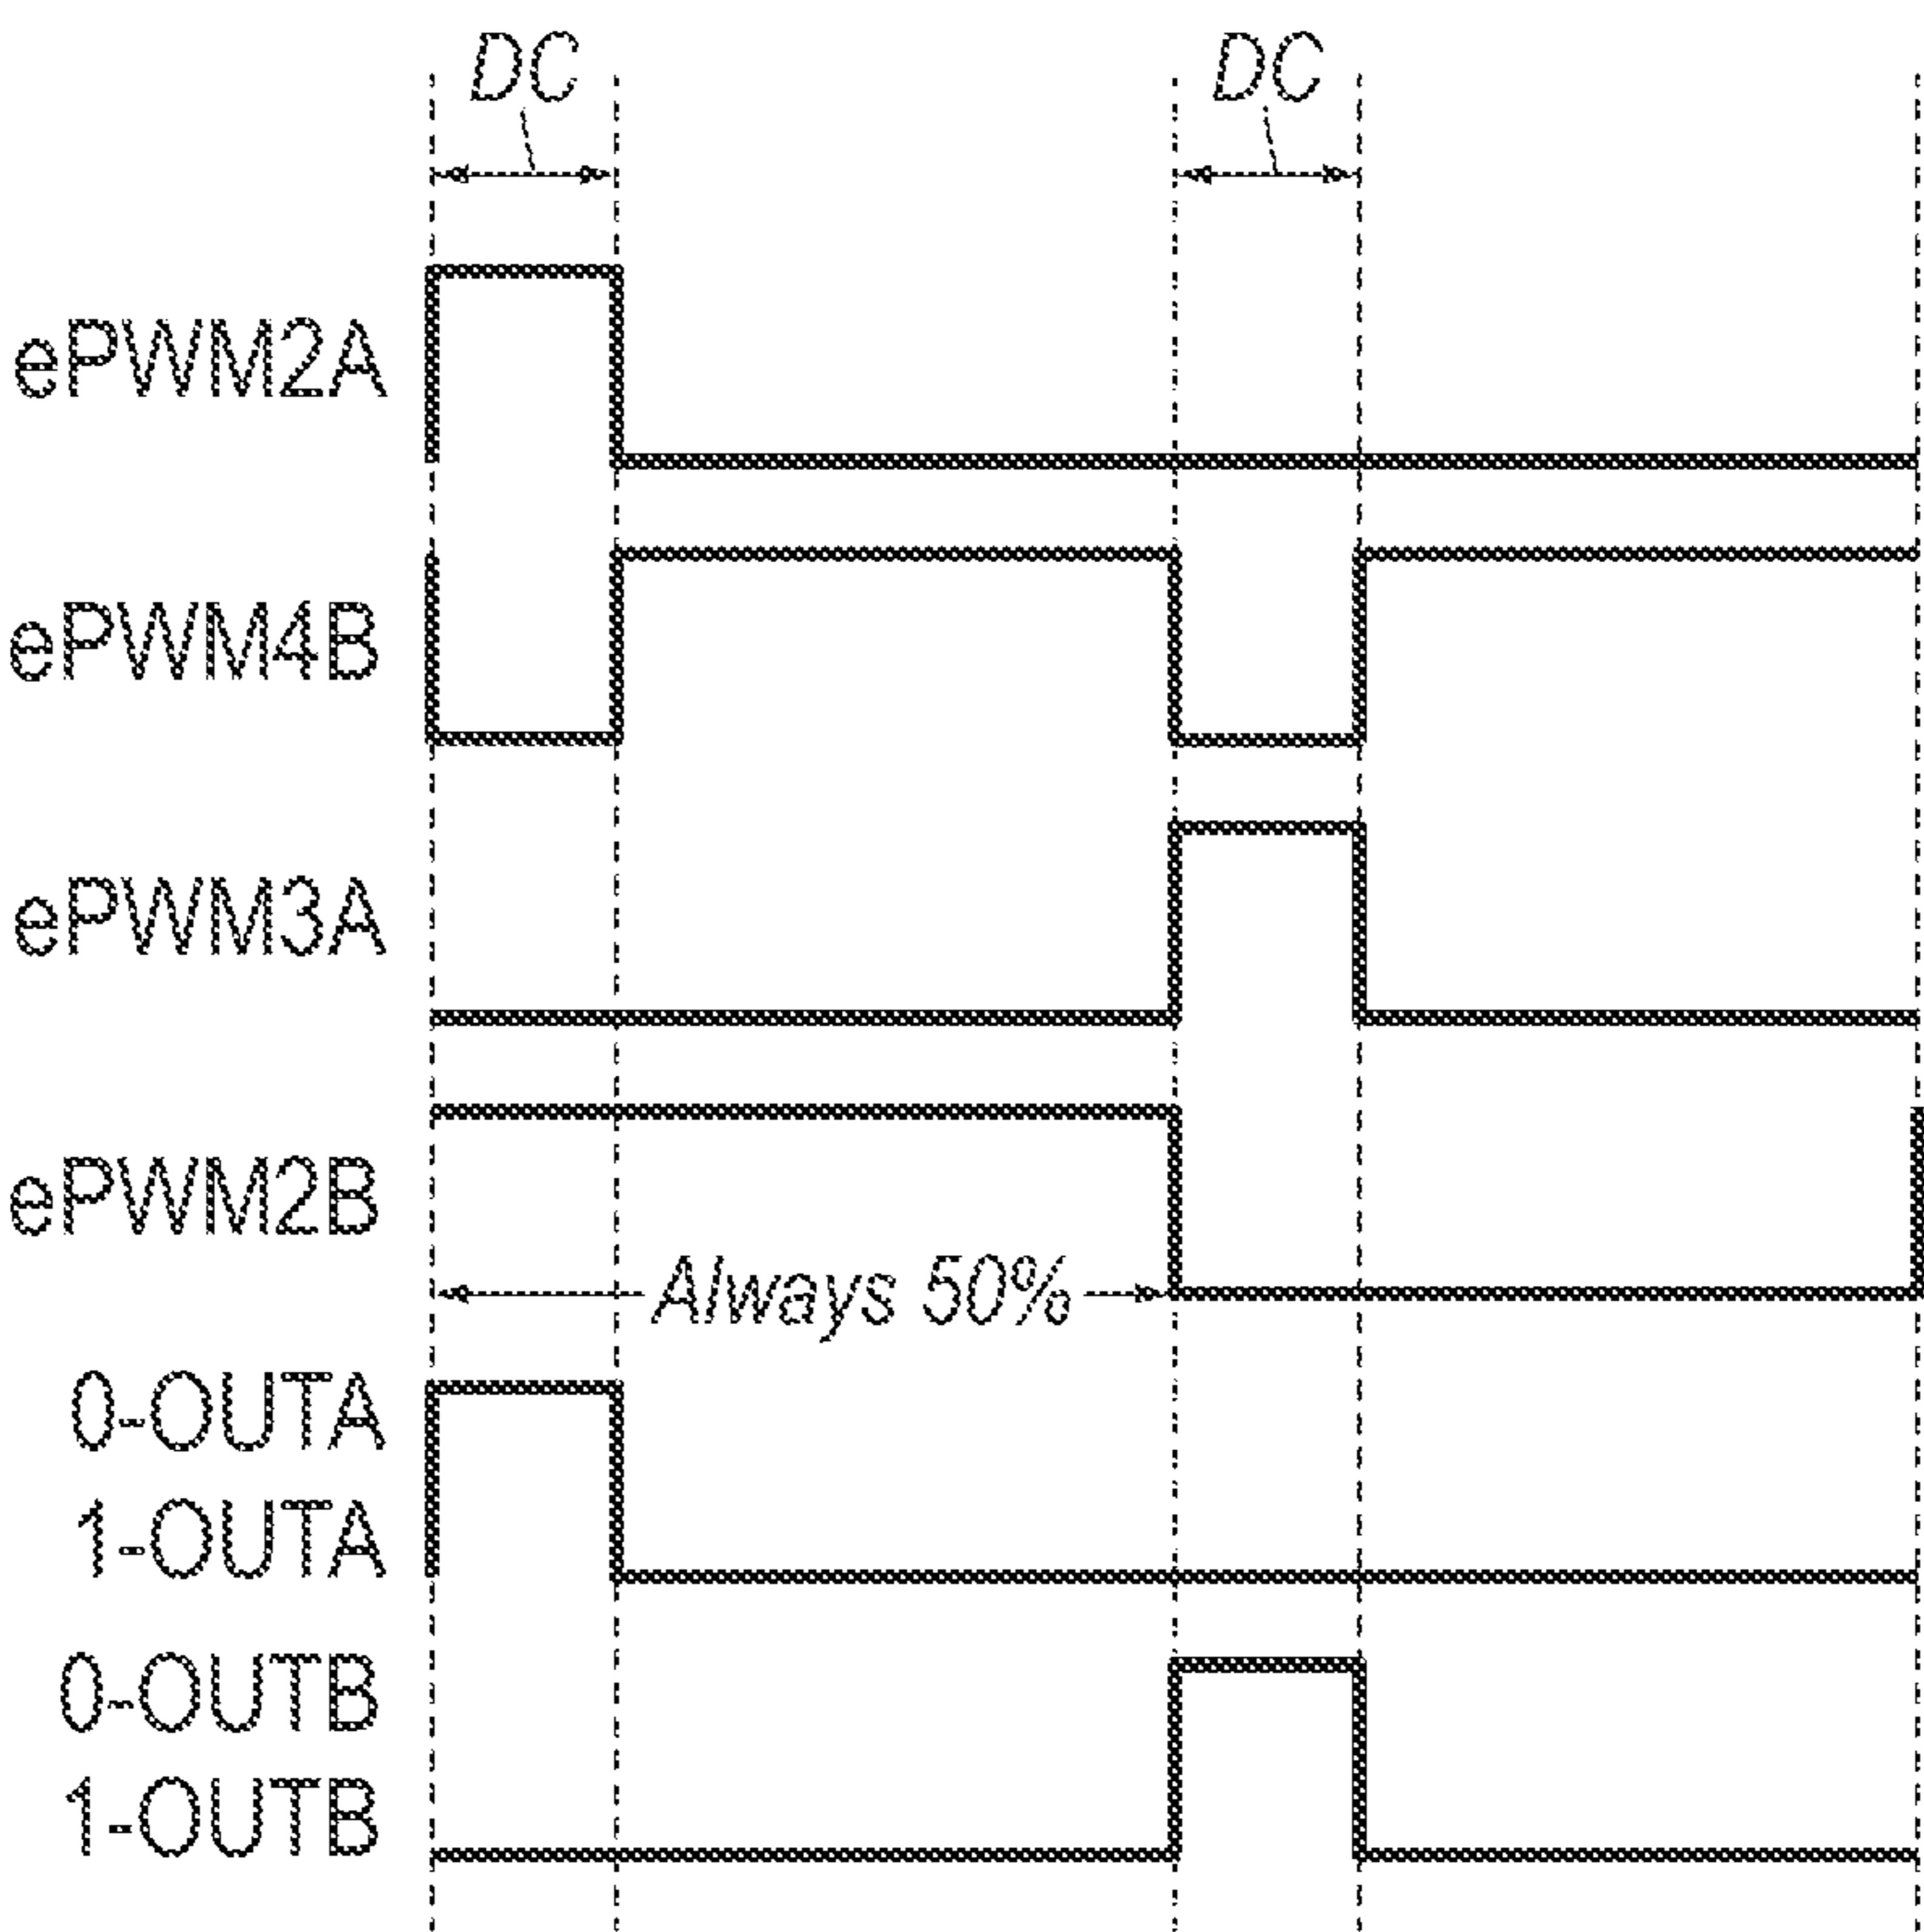 DC DC
ePWM2A
ePWM4B
ePWM3A
ePWM2B
Always 50%
0-OUTA
1-OUTA
0-OUTB
1-OUTB